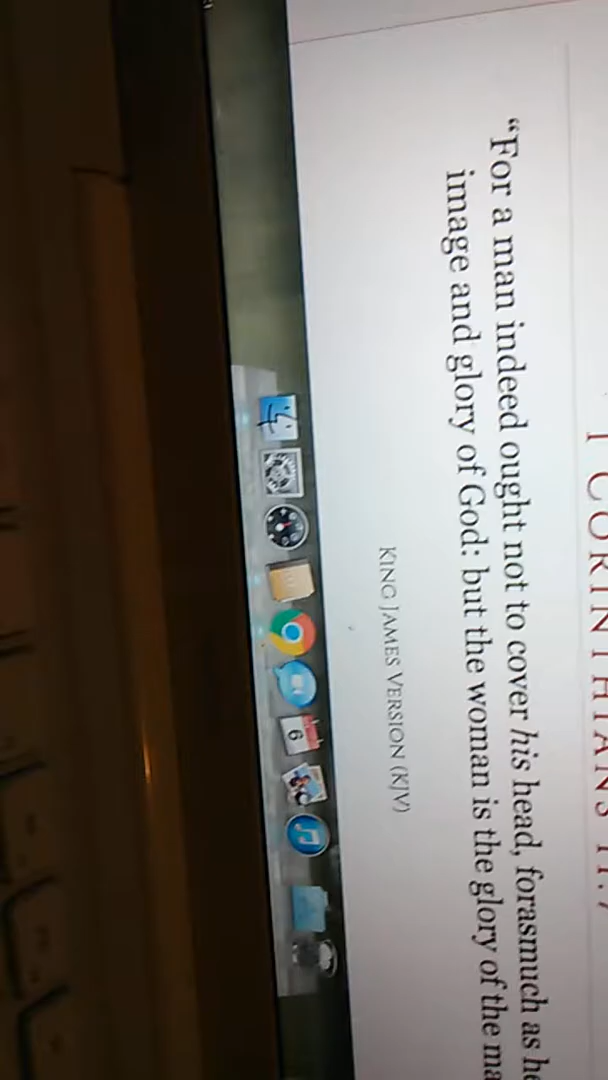 I CORINTHIANS 11:7
“For a man indeed ought not to cover his head, forasmuch as he
image and glory of God: but the woman is the glory of the ma
KING JAMES VERSION (KJV)
6